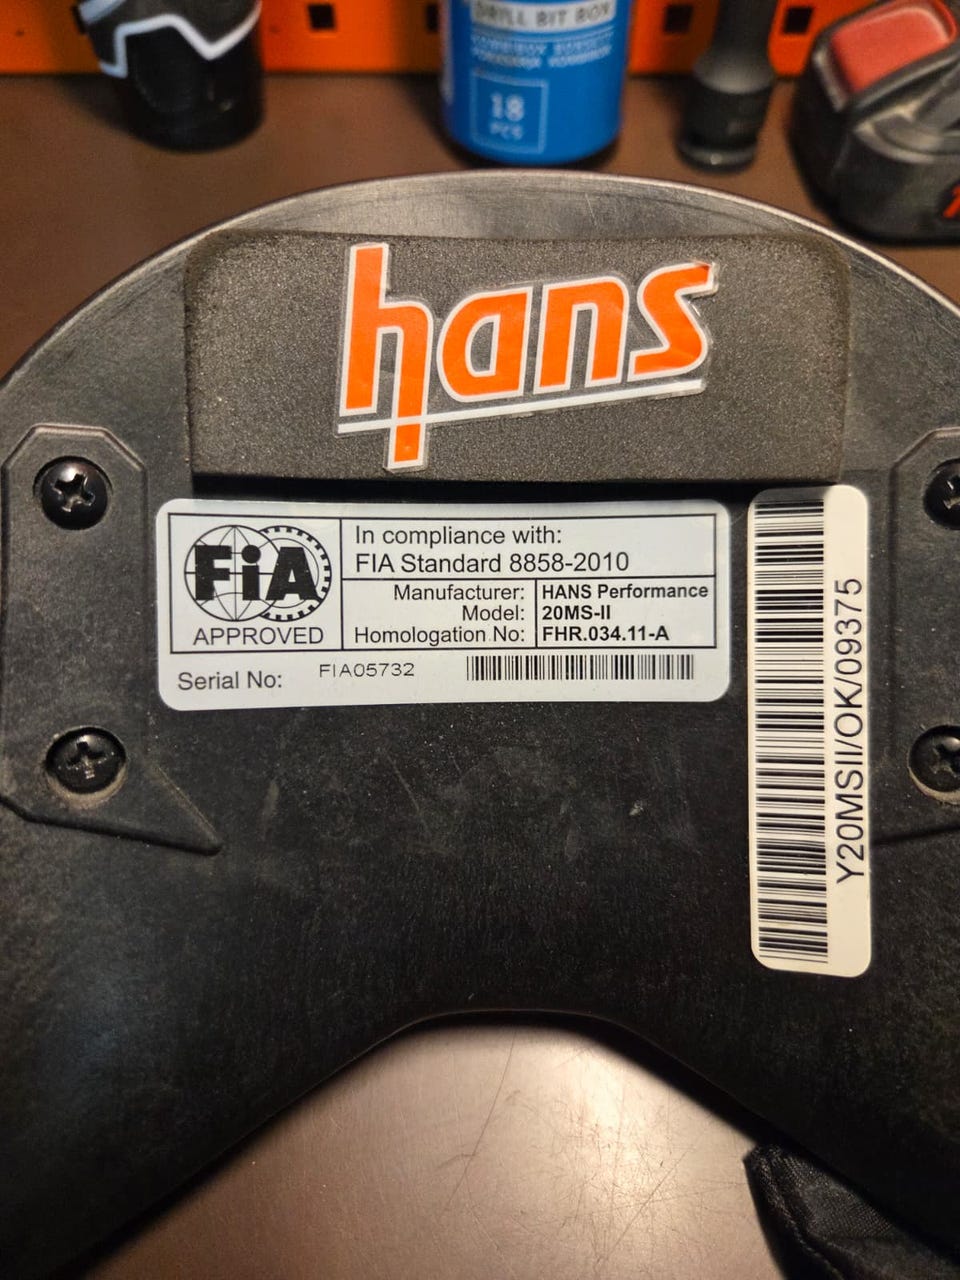 DRILL BIT BOX
18
PCS
hans
FiA
APPROVED
In compliance with:
FIA Standard 8858-2010
Manufacturer: HANS Performance
Model: 20MS-II
Homologation No: FHR.034.11-A
Serial No: FIA05732
Y20MSII/OK/09375